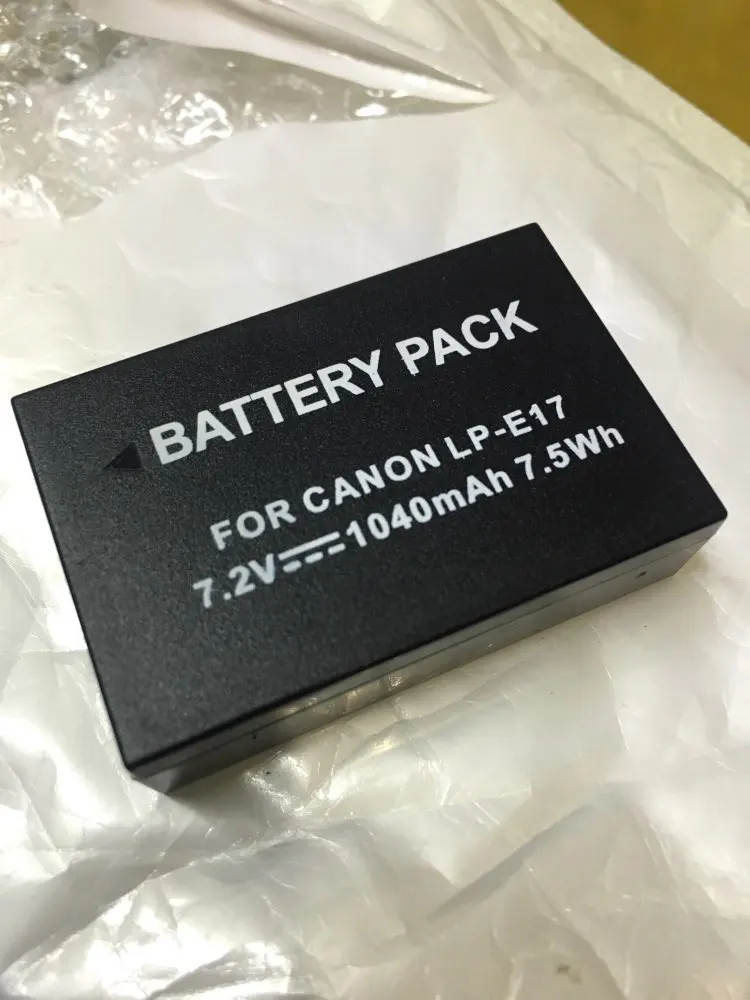 BATTERY PACK
FOR CANON LP-E17
7.2V⎓1040mAh 7.5Wh